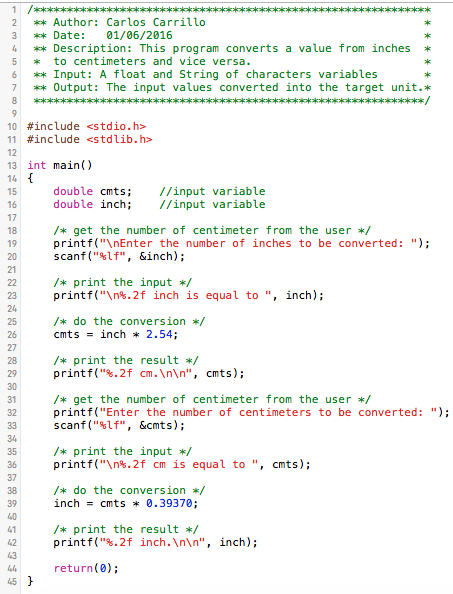 1 /***************************************************************
2 ** Author: Carlos Carrillo *
3 ** Date: 01/06/2016 *
4 ** Description: This program converts a value from inches *
5 * to centimeters and vice versa. *
6 ** Input: A float and String of characters variables *
7 ** Output: The input values converted into the target unit.*
8 **************************************************************/
9
10 #include <stdio.h>
11 #include <stdlib.h>
12
13 int main()
14 {
15 double cmts; //input variable
16 double inch; //input variable
17
18 /* get the number of centimeter from the user */
19 printf("\nEnter the number of inches to be converted: ");
20 scanf("%lf", &inch);
21
22 /* print the input */
23 printf("\n%.2f inch is equal to ", inch);
24
25 /* do the conversion */
26 cmts = inch * 2.54;
27
28 /* print the result */
29 printf("%.2f cm.\n\n", cmts);
30
31 /* get the number of centimeter from the user */
32 printf("Enter the number of centimeters to be converted: ");
33 scanf("%lf", &cmts);
34
35 /* print the input */
36 printf("\n%.2f cm is equal to ", cmts);
37
38 /* do the conversion */
39 inch = cmts * 0.39370;
40
41 /* print the result */
42 printf("%.2f inch.\n\n", inch);
43
44 return(0);
45 }